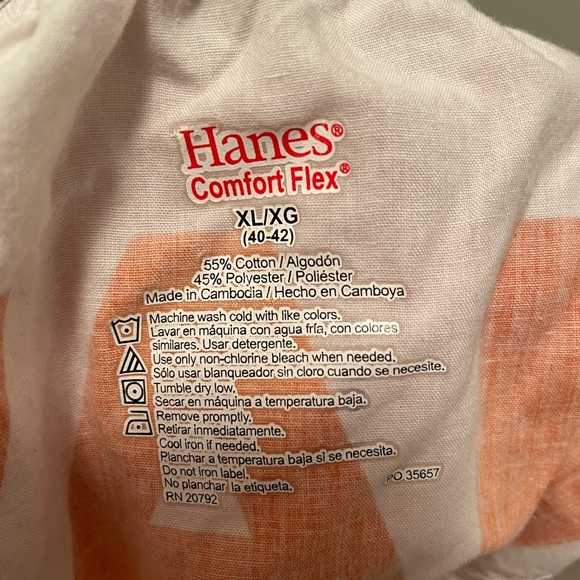 Hanes®
Comfort Flex®
XL/XG
(40-42)
55% Cotton / Algodón
45% Polyester / Poliéster
Made in Cambodia / Hecho en Camboya
Machine wash cold with like colors.
Lavar en máquina con agua fría, con colores
similares. Usar detergente.
Use only non-chlorine bleach when needed.
Sólo usar blanqueador sin cloro cuando se necesite.
Tumble dry low.
Secar en máquina a temperatura baja.
Remove promptly.
Retirar inmediatamente.
Cool iron if needed.
Planchar a temperatura baja si se necesita.
Do not iron label.
No planchar la etiqueta.
RN 20792
PO 35657